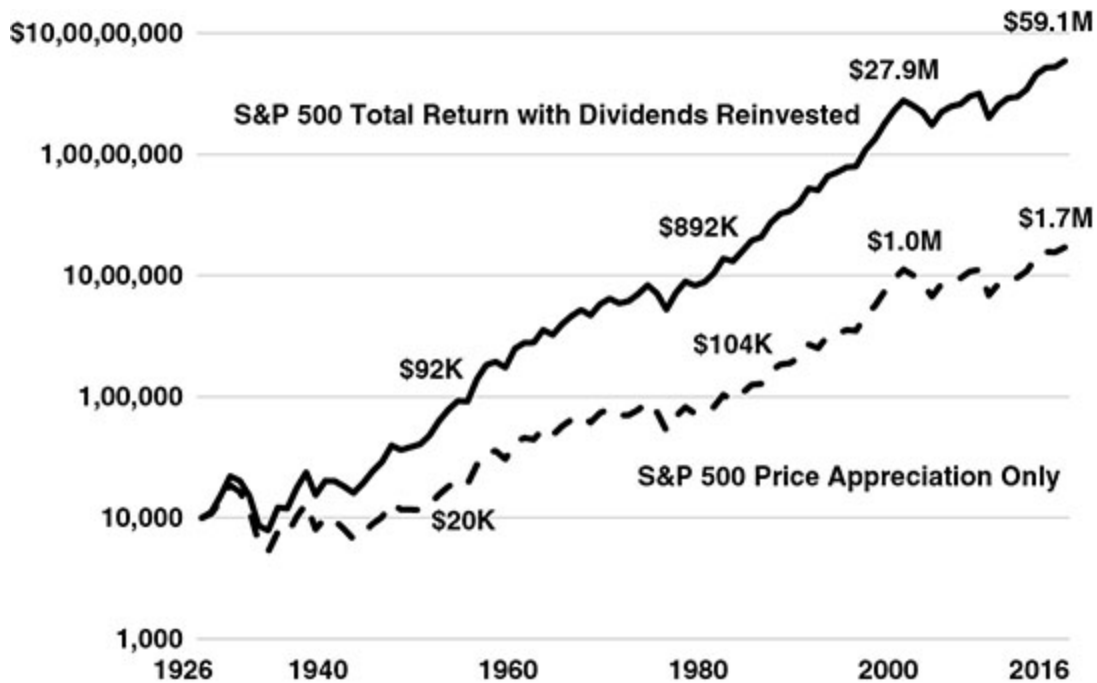 $59.1M
$10,00,00,000
$27.9M
S&P 500 Total Return with Dividends Reinvested
1,00,00,000
$892K
$1.7M
$1.0M
10,00,000
$104K
$92K
1,00,000
S&P 500 Price Appreciation Only
10,000
$20K
1,000
1926 1940 1960 1980 2000 2016